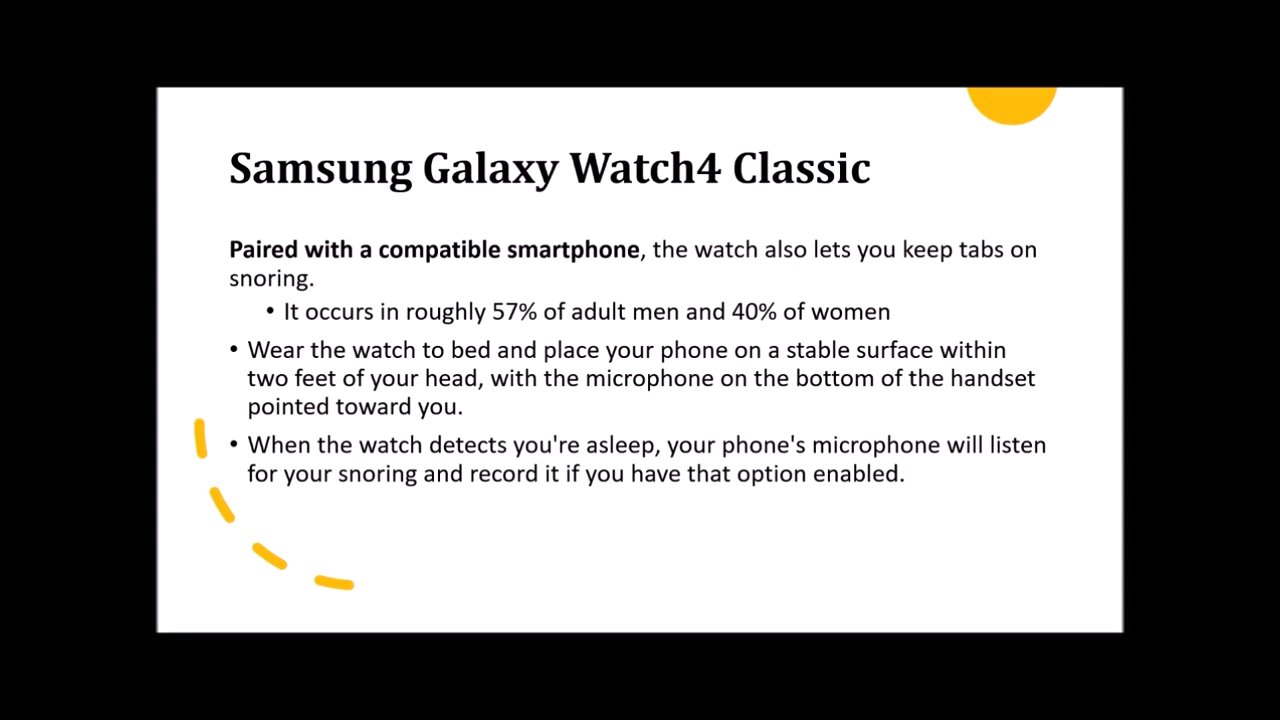 Samsung Galaxy Watch4 Classic
Paired with a compatible smartphone, the watch also lets you keep tabs on
snoring.
• It occurs in roughly 57% of adult men and 40% of women
• Wear the watch to bed and place your phone on a stable surface within
two feet of your head, with the microphone on the bottom of the handset
pointed toward you.
• When the watch detects you're asleep, your phone's microphone will listen
for your snoring and record it if you have that option enabled.